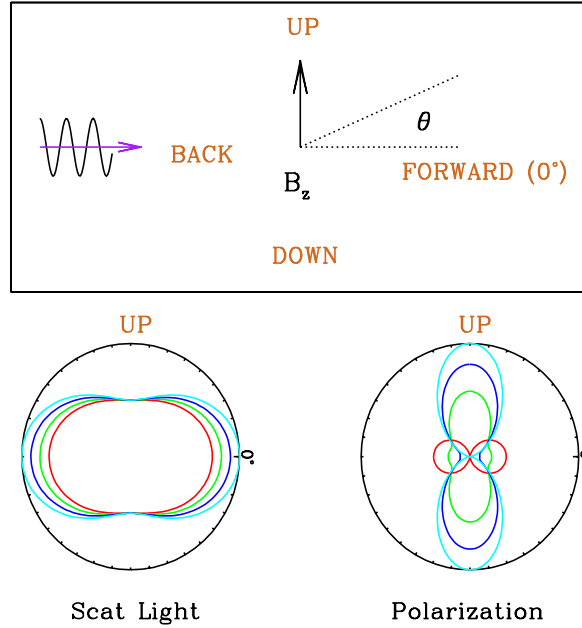 UP
θ
BACK
FORWARD (0°)
B_z
DOWN
UP
UP
0°
Scat Light
Polarization